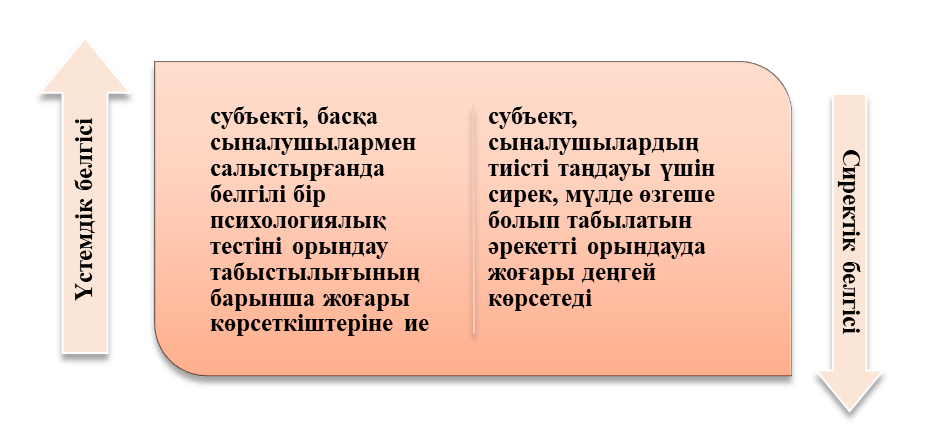 Үстемдік белгісі
субъекті, басқа
сыналушылармен
салыстырғанда
белгілі бір
психологиялық
тестіні орындау
табыстылығының
барынша жоғары
көрсеткіштеріне ие
субъект,
сыналушылардың
тиісті таңдауы үшін
сирек, мүлде өзгеше
болып табылатын
әрекетті орындауда
жоғары деңгей
көрсетеді
Сиректік белгісі